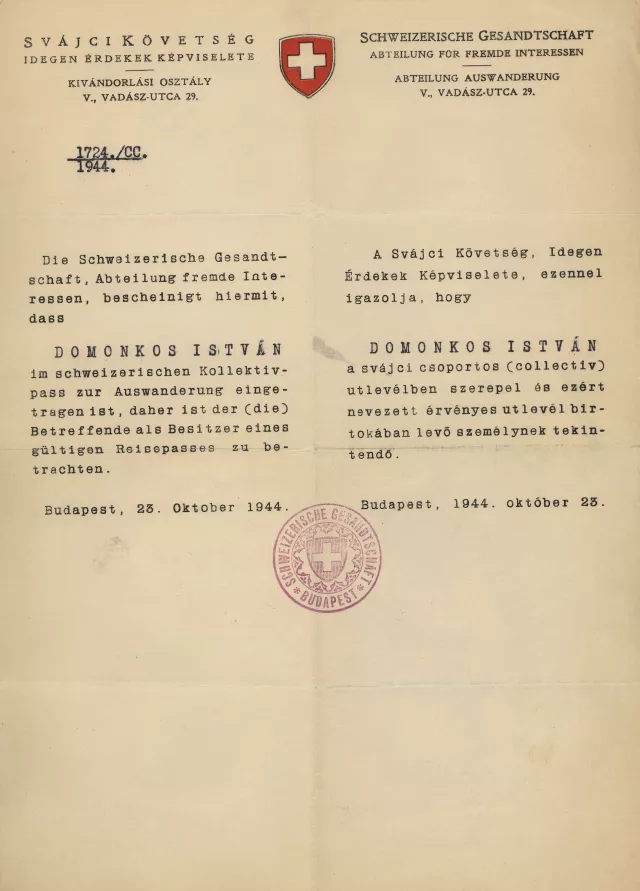 SVÁJCI KÖVETSÉG
IDEGEN ÉRDEKEK KÉPVISELETE
KIVÁNDORLÁSI OSZTÁLY
V., VADÁSZ-UTCA 29.
SCHWEIZERISCHE GESANDTSCHAFT
ABTEILUNG FÜR FREMDE INTERESSEN
ABTEILUNG AUSWANDERUNG
V., VADÁSZ-UTCA 29.
1724./CC.
1944.
Die Schweizerische Gesandt-
schaft, Abteilung fremde Inte-
ressen, bescheinigt hiermit,
dass
DOMONKOS ISTVÁN
im schweizerischen Kollektiv-
pass zur Auswanderung einge-
tragen ist, daher ist der (die)
Betreffende als Besitzer eines
gültigen Reisepasses zu be-
trachten.
Budapest, 23. Oktober 1944.
A Svájci Követség, Idegen
Érdekek Képviselete, ezennel
igazolja, hogy
DOMONKOS ISTVÁN
a svájci csoportos (collectiv)
utlevélben szerepel és ezért
nevezett érvényes utlevél bir-
tokában levő személynek tekin-
tendő.
Budapest, 1944. október 23.
SCHWEIZERISCHE GESANDTSCHAFT
* BUDAPEST *